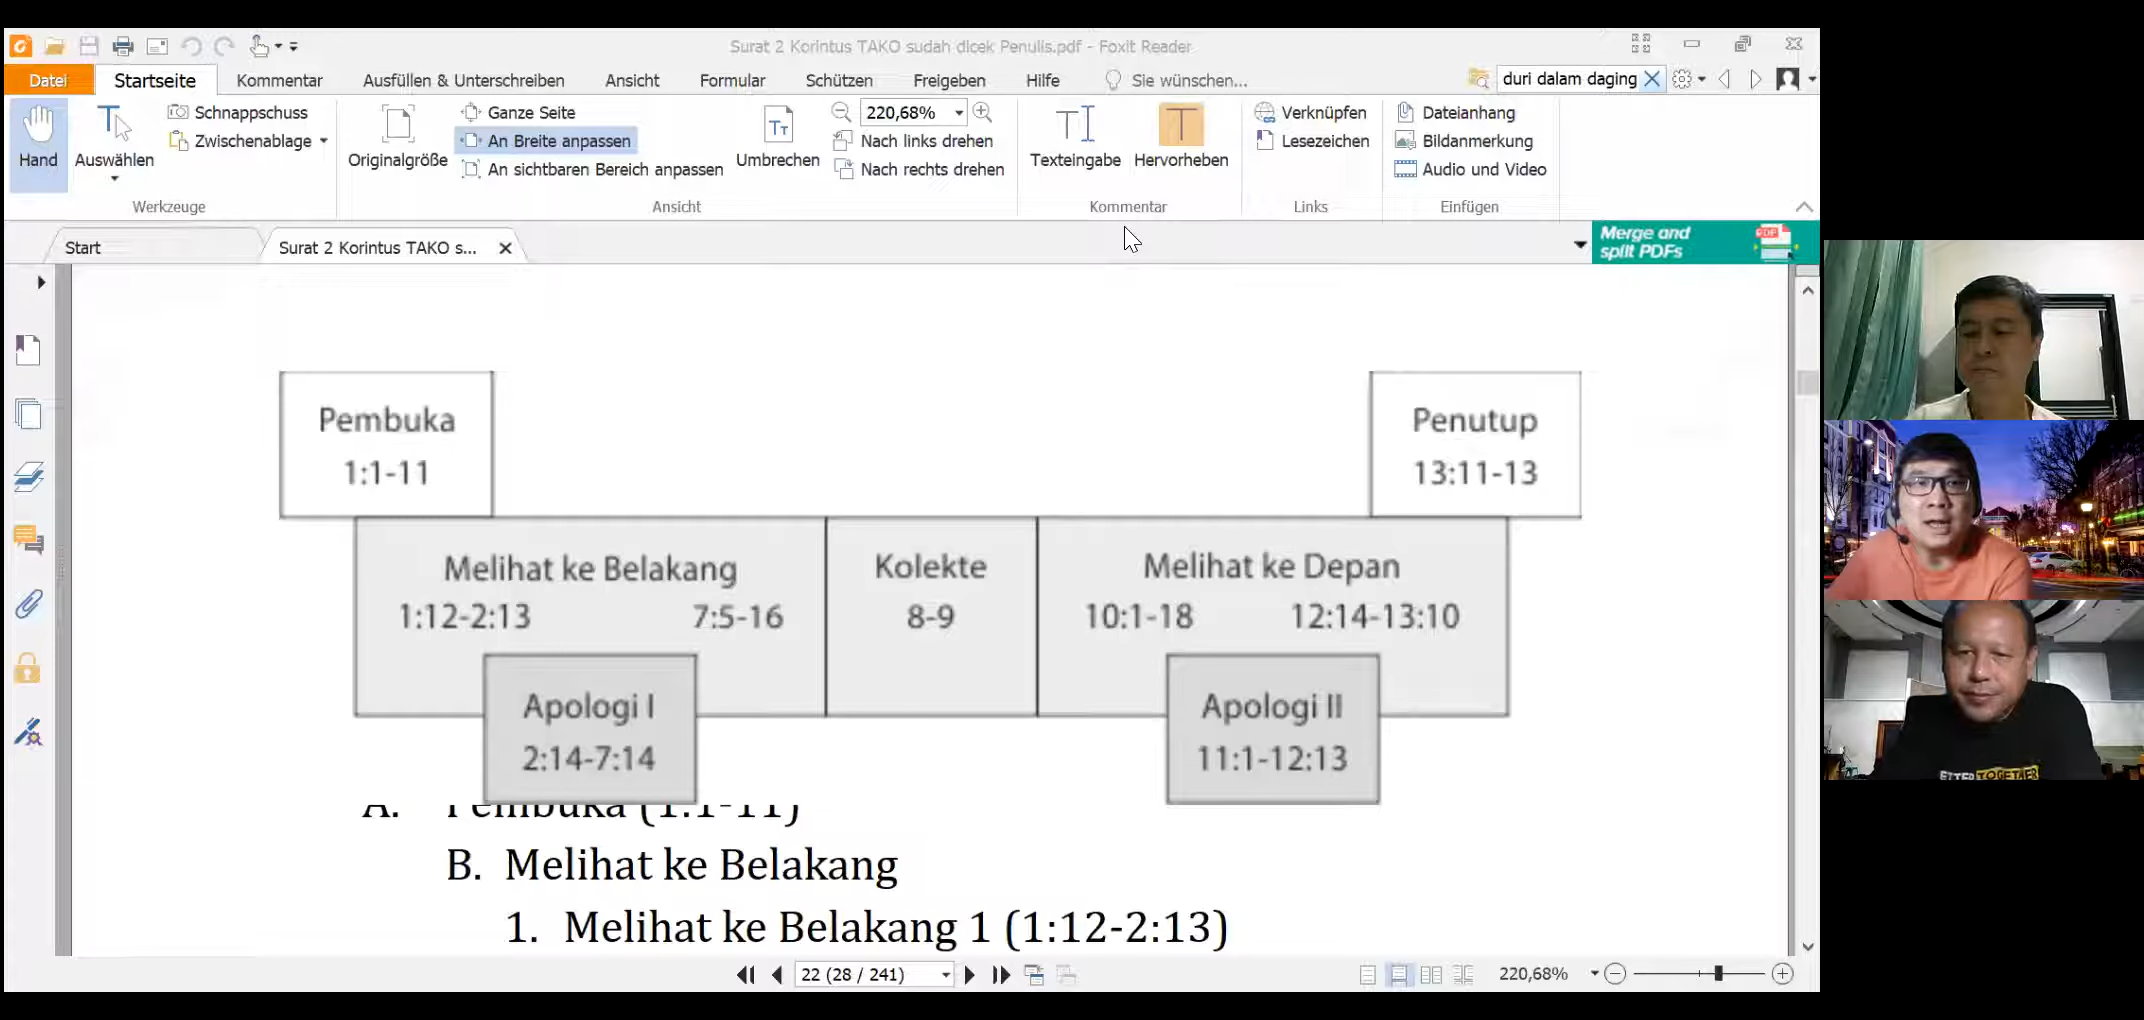 Surat 2 Korintus TAKO sudah dicek Penulis.pdf - Foxit Reader
Datei Startseite Kommentar Ausfüllen & Unterschreiben Ansicht Formular Schützen Freigeben Hilfe Sie wünschen... duri dalam daging
Hand
Auswählen
Schnappschuss
Zwischenablage
Werkzeuge
Originalgröße
Ganze Seite
An Breite anpassen
An sichtbaren Bereich anpassen
Umbrechen
220,68%
Nach links drehen
Nach rechts drehen
Ansicht
Texteingabe
Hervorheben
Kommentar
Verknüpfen
Lesezeichen
Links
Dateianhang
Bildanmerkung
Audio und Video
Einfügen
Start
Surat 2 Korintus TAKO s...
Merge and
split PDFs
PDF
Pembuka
1:1-11
Penutup
13:11-13
Melihat ke Belakang
1:12-2:13 7:5-16
Kolekte
8-9
Melihat ke Depan
10:1-18 12:14-13:10
Apologi I
2:14-7:14
Apologi II
11:1-12:13
A. Pembuka (1:1-11)
B. Melihat ke Belakang
1. Melihat ke Belakang 1 (1:12-2:13)
22 (28 / 241)
220,68%
TOGETHER